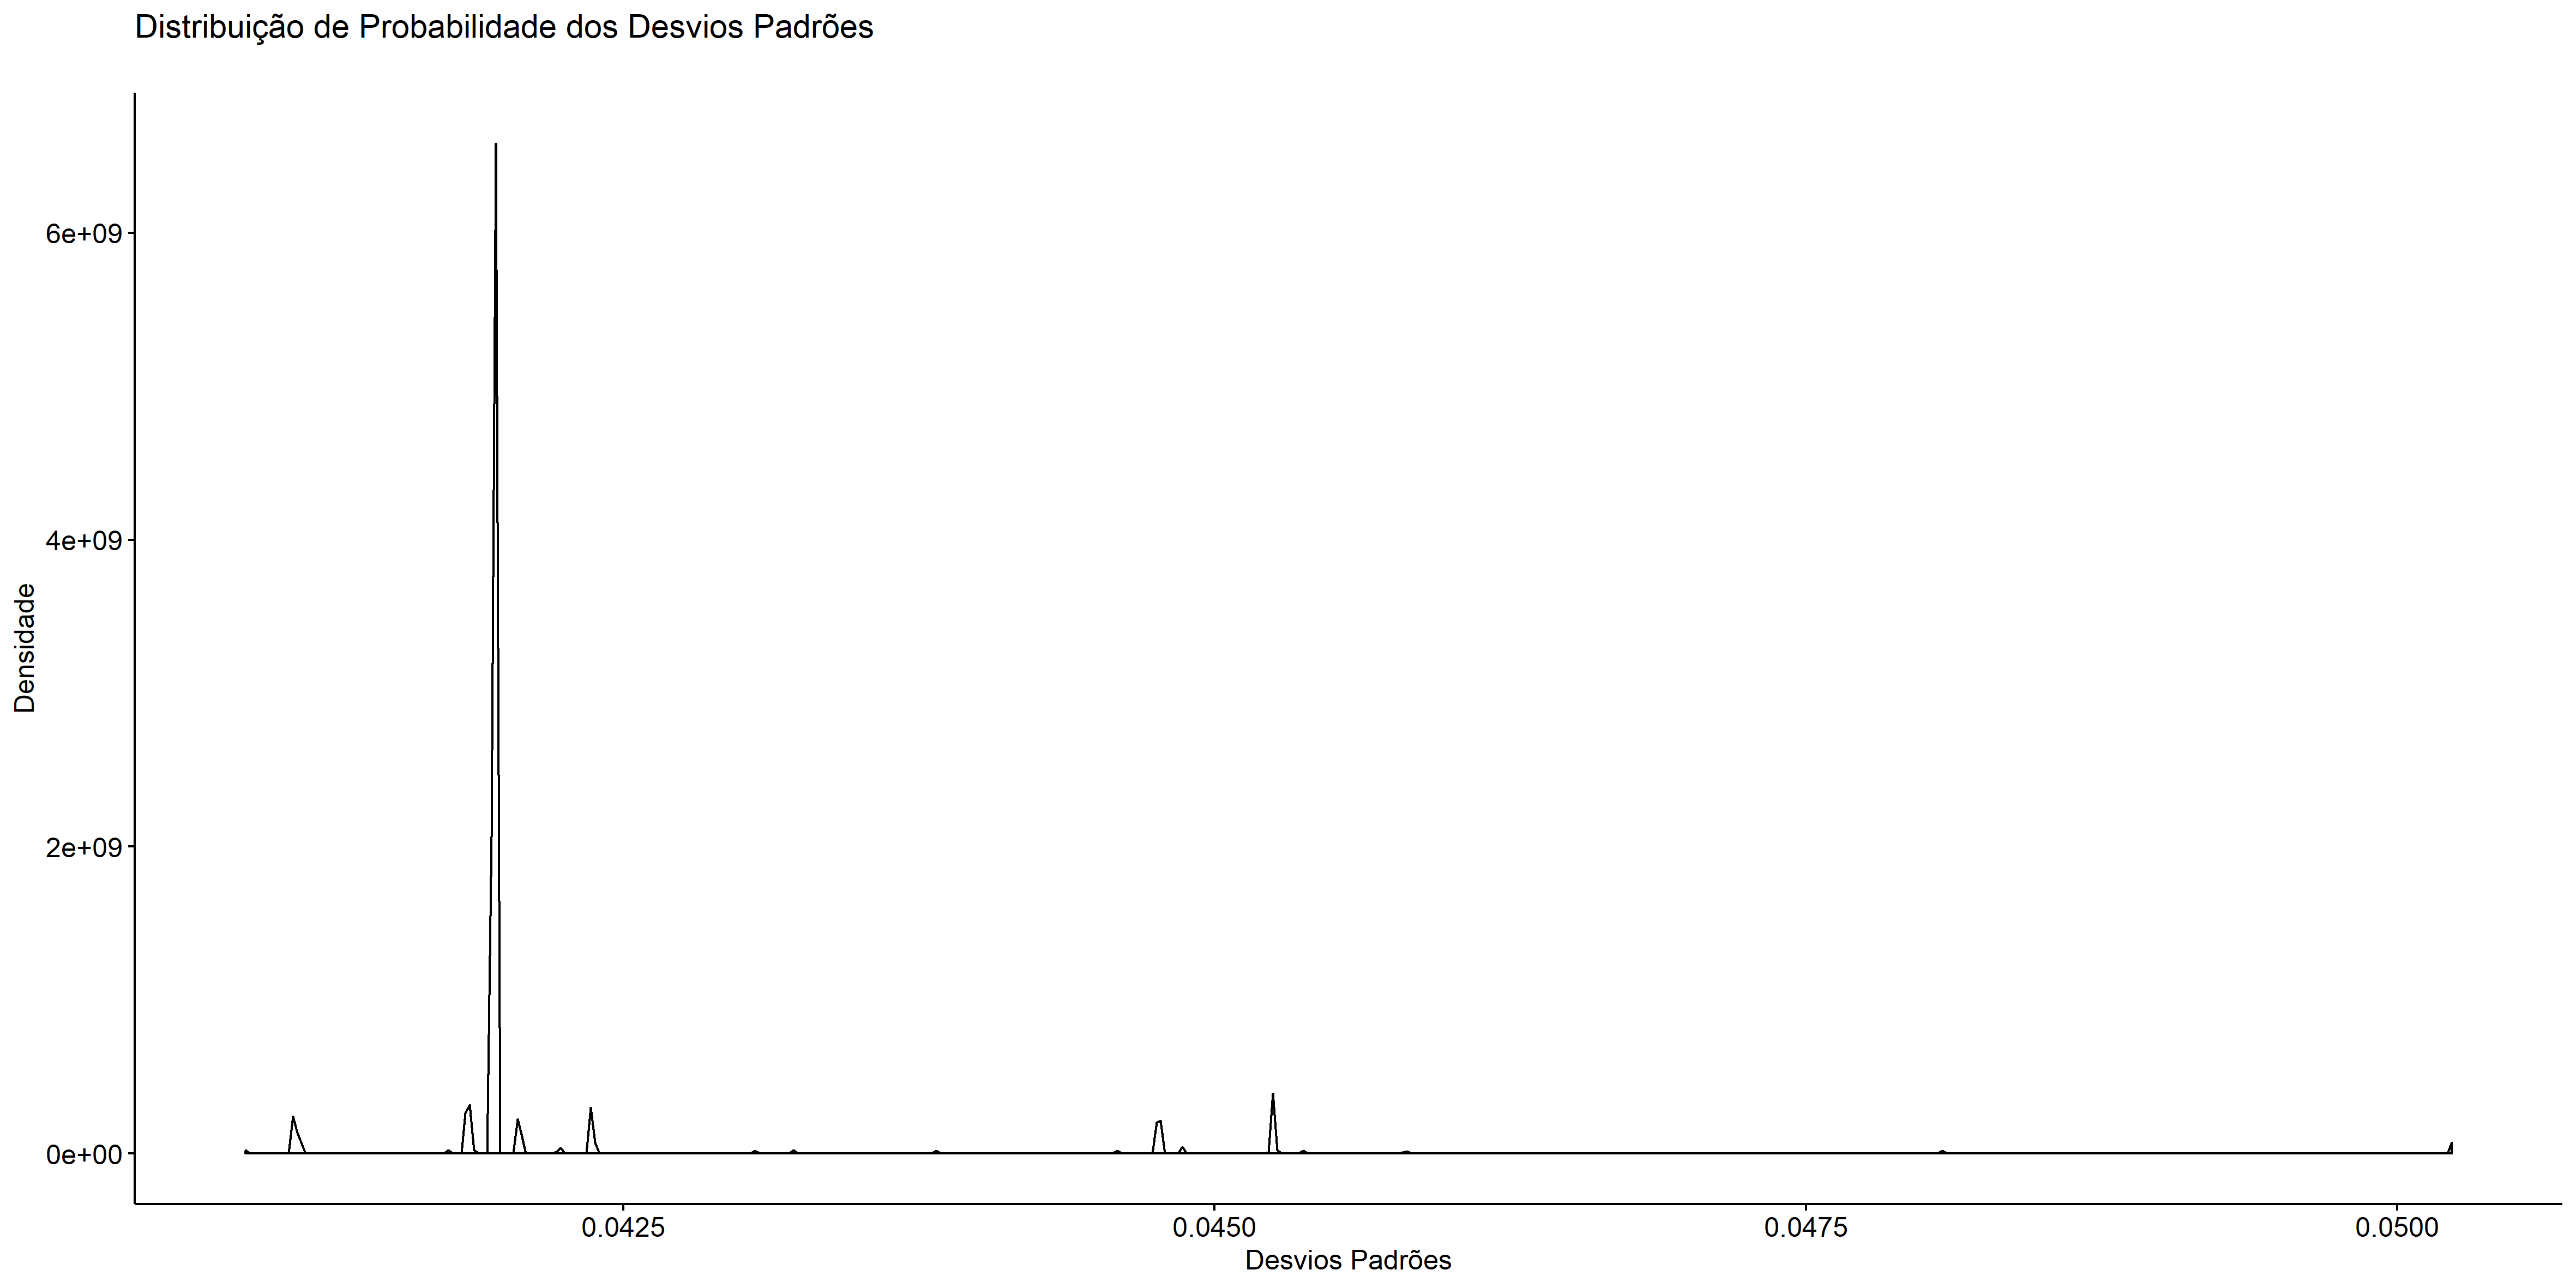 Distribuição de Probabilidade dos Desvios Padrões
6e+09
4e+09
2e+09
0e+00
Densidade
0.0425
0.0450
0.0475
0.0500
Desvios Padrões